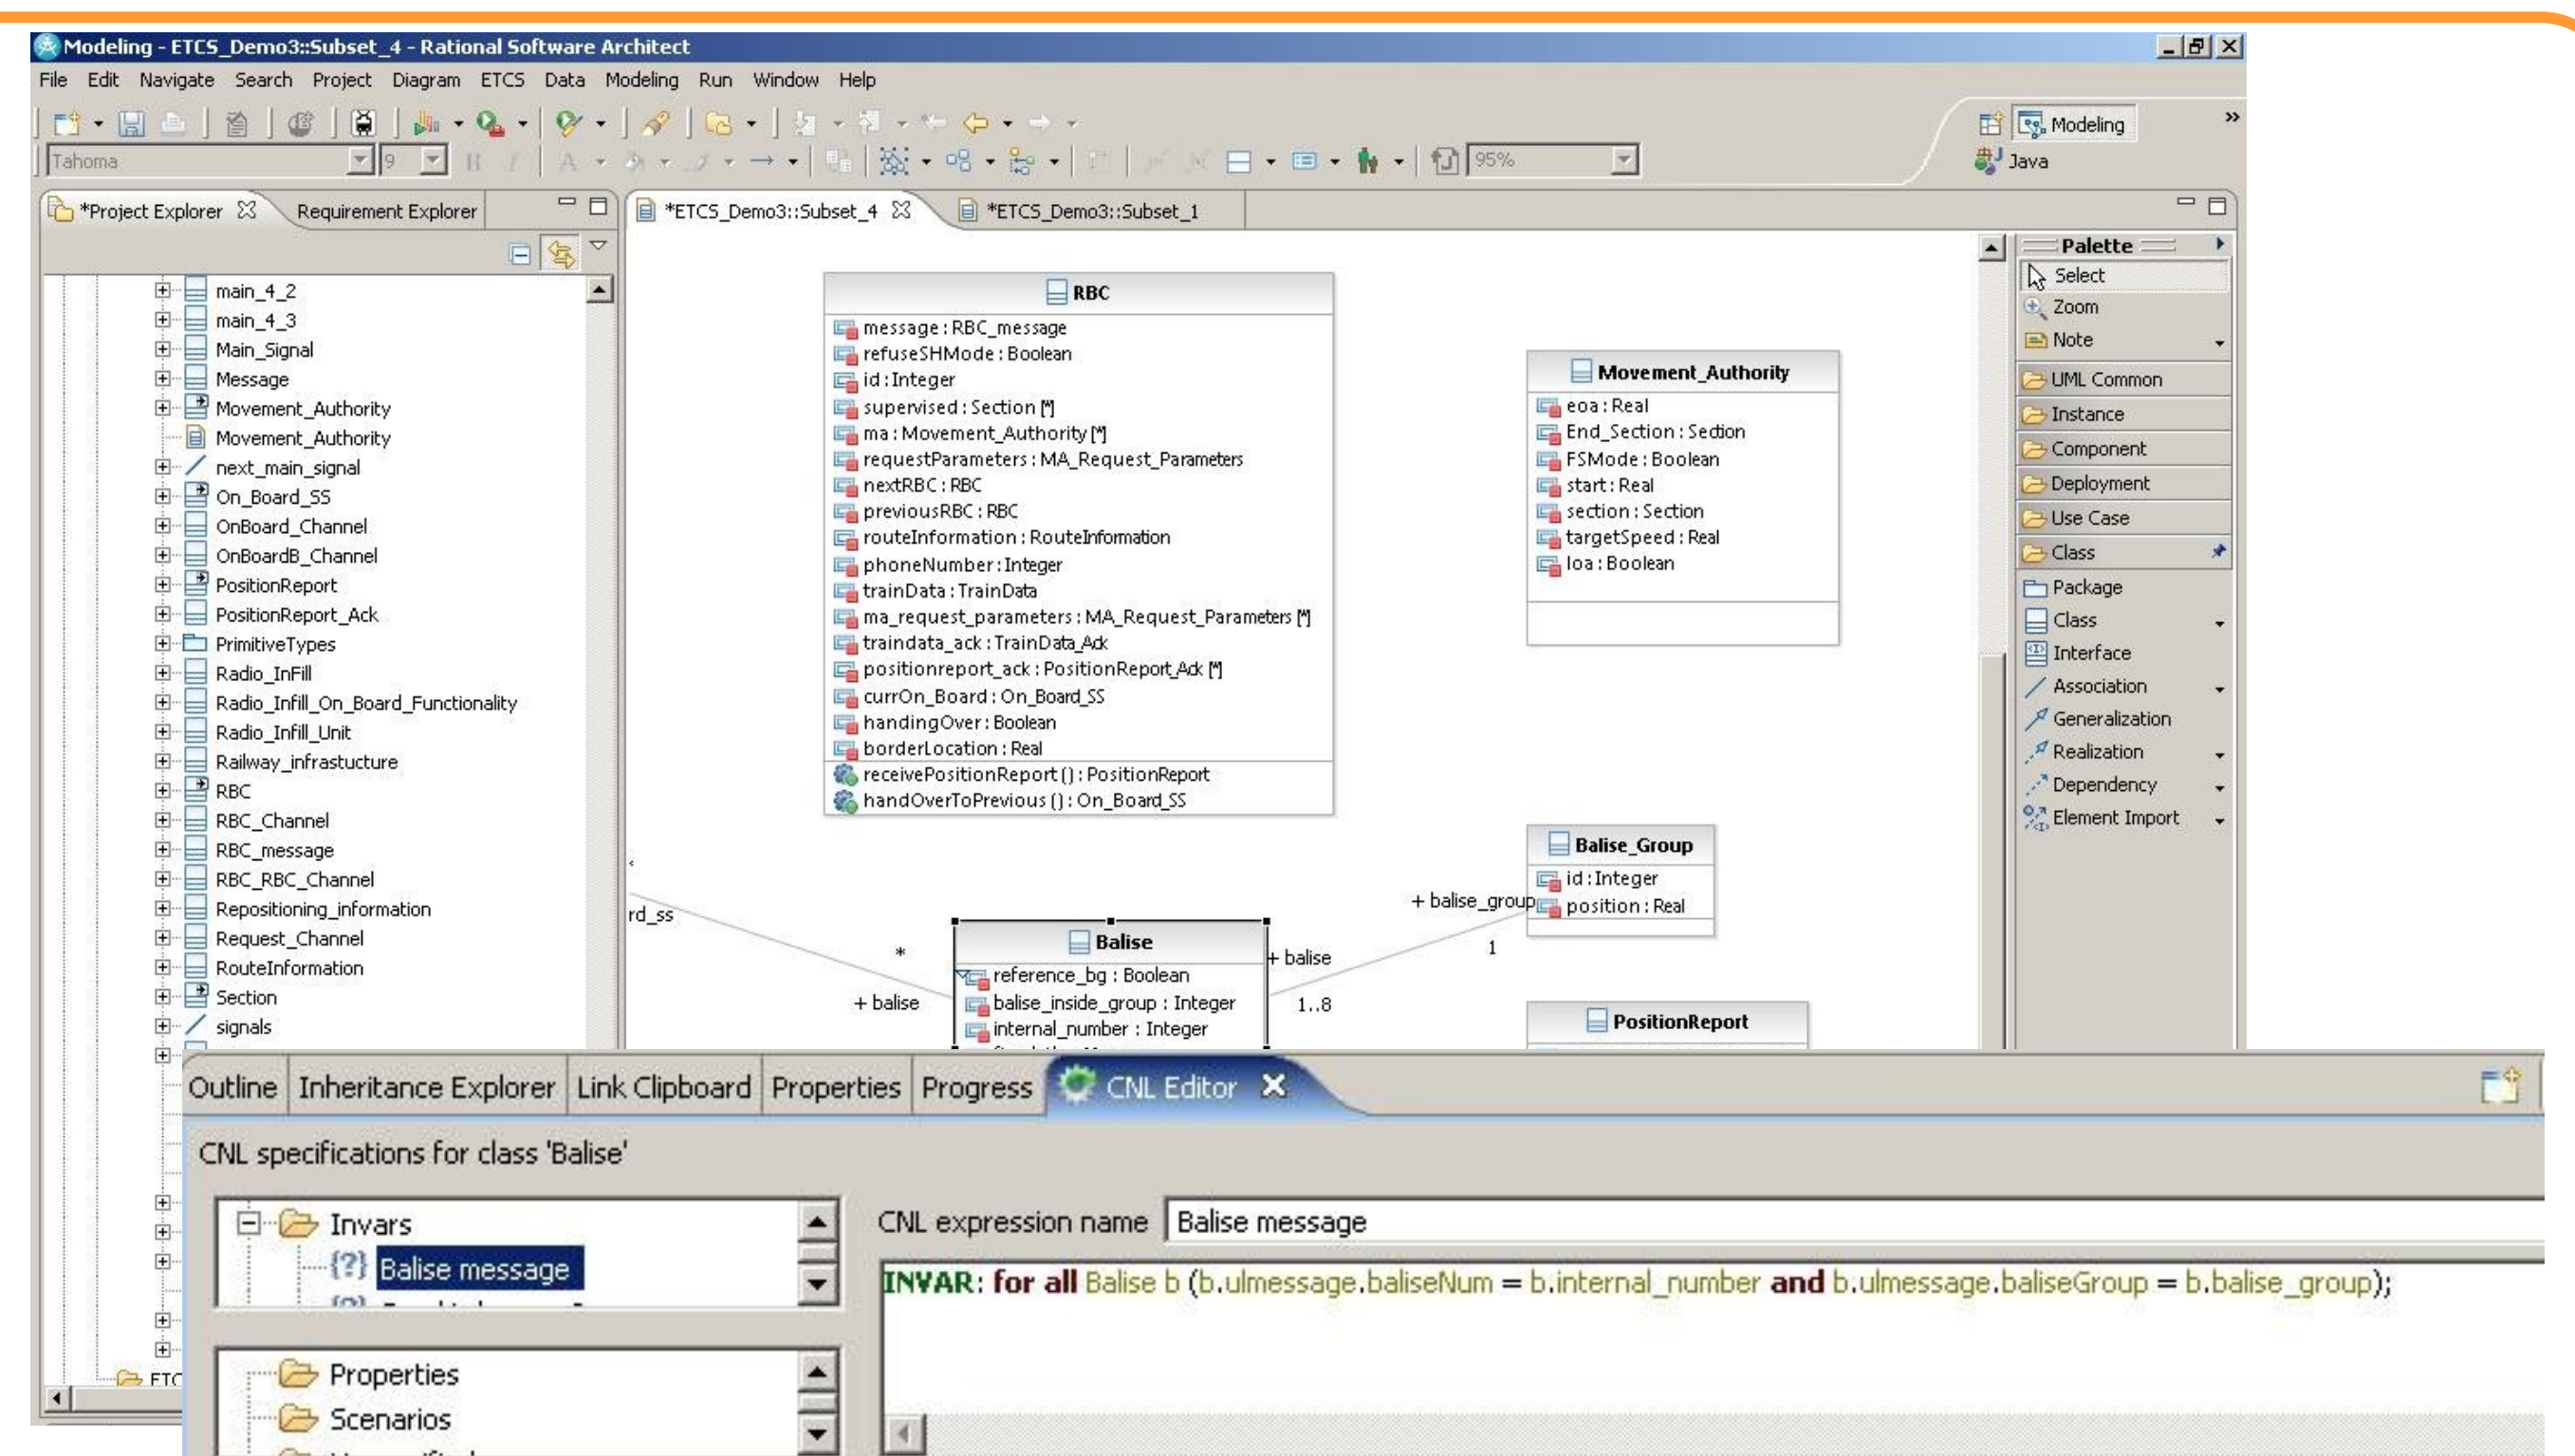 Modeling - ETCS_Demo3::Subset_4 - Rational Software Architect
File Edit Navigate Search Project Diagram ETCS Data Modeling Run Window Help
Modeling
Tahoma 9 B I A 95%
Java
*Project Explorer Requirement Explorer
*ETCS_Demo3::Subset_4 *ETCS_Demo3::Subset_1
main_4_2
main_4_3
Main_Signal
Message
Movement_Authority
Movement_Authority
next_main_signal
On_Board_SS
OnBoard_Channel
OnBoardB_Channel
PositionReport
PositionReport_Ack
PrimitiveTypes
Radio_InFill
Radio_Infill_On_Board_Functionality
Radio_Infill_Unit
Railway_infrastucture
RBC
RBC_Channel
RBC_message
RBC_RBC_Channel
Repositioning_information
Request_Channel
RouteInformation
Section
signals
RBC
message : RBC_message
refuseSHMode : Boolean
id : Integer
supervised : Section [*]
ma : Movement_Authority [*]
requestParameters : MA_Request_Parameters
nextRBC : RBC
previousRBC : RBC
routeInformation : RouteInformation
phoneNumber : Integer
trainData : TrainData
ma_request_parameters : MA_Request_Parameters [*]
traindata_ack : TrainData_Ack
positionreport_ack : PositionReport_Ack [*]
currOn_Board : On_Board_SS
handingOver : Boolean
borderLocation : Real
receivePositionReport () : PositionReport
handOverToPrevious () : On_Board_SS
Movement_Authority
eoa : Real
End_Section : Section
FSMode : Boolean
start : Real
section : Section
targetSpeed : Real
loa : Boolean
Balise_Group
id : Integer
position : Real
+ balise_group
1
rd_ss
*
+ balise
Balise
reference_bg : Boolean
balise_inside_group : Integer
internal_number : Integer
+ balise
1..8
PositionReport
Palette
Select
Zoom
Note
UML Common
Instance
Component
Deployment
Use Case
Class
Package
Class
Interface
Association
Generalization
Realization
Dependency
Element Import
ETC
Outline Inheritance Explorer Link Clipboard Properties Progress CNL Editor
CNL specifications for class 'Balise'
Invars
Balise message
Properties
Scenarios
CNL expression name Balise message
INVAR: for all Balise b (b.ulmessage.baliseNum = b.internal_number and b.ulmessage.baliseGroup = b.balise_group);